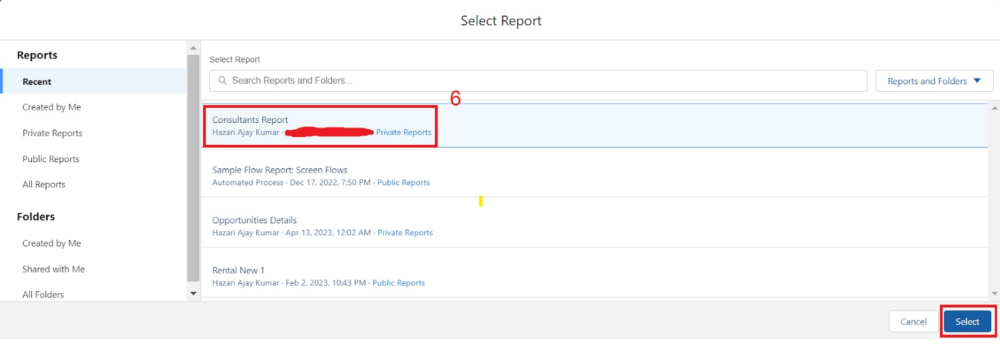 Select Report
Reports
Recent
Created by Me
Private Reports
Public Reports
All Reports
Folders
Created by Me
Shared with Me
All Folders
Select Report
Search Reports and Folders...
Reports and Folders
6
Consultants Report
Hazari Ajay Kumar · Private Reports
Sample Flow Report: Screen Flows
Automated Process · Dec 17, 2022, 7:50 PM · Public Reports
Opportunities Details
Hazari Ajay Kumar · Apr 13, 2023, 12:02 AM · Private Reports
Rental New 1
Hazari Ajay Kumar · Feb 2, 2023, 10:43 PM · Public Reports
Cancel
Select